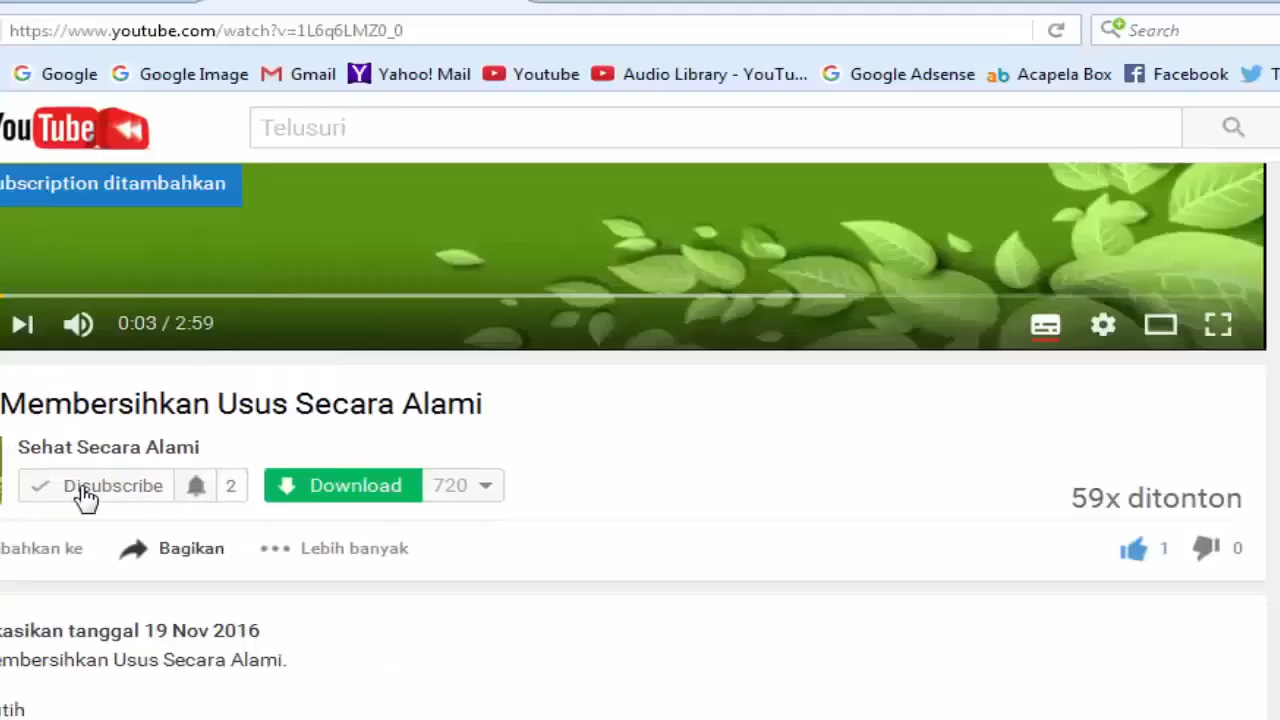 https://www.youtube.com/watch?v=1L6q6LMZ0_0 Search
Google Google Image Gmail Yahoo! Mail Youtube Audio Library - YouTu... Google Adsense ab Acapela Box Facebook T
You Tube Telusuri
ubscription ditambahkan
0:03 / 2:59
Membersihkan Usus Secara Alami
Sehat Secara Alami
Disubscribe 2 Download 720
59x ditonton
bahkan ke Bagikan Lebih banyak 1 0
kasikan tanggal 19 Nov 2016
embersihkan Usus Secara Alami.
utih